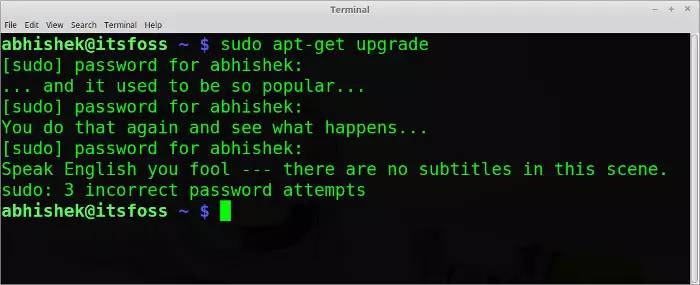 Terminal
File Edit View Search Terminal Help
abhishek@itsfoss ~ $ sudo apt-get upgrade
[sudo] password for abhishek:
... and it used to be so popular...
[sudo] password for abhishek:
You do that again and see what happens...
[sudo] password for abhishek:
Speak English you fool --- there are no subtitles in this scene.
sudo: 3 incorrect password attempts
abhishek@itsfoss ~ $